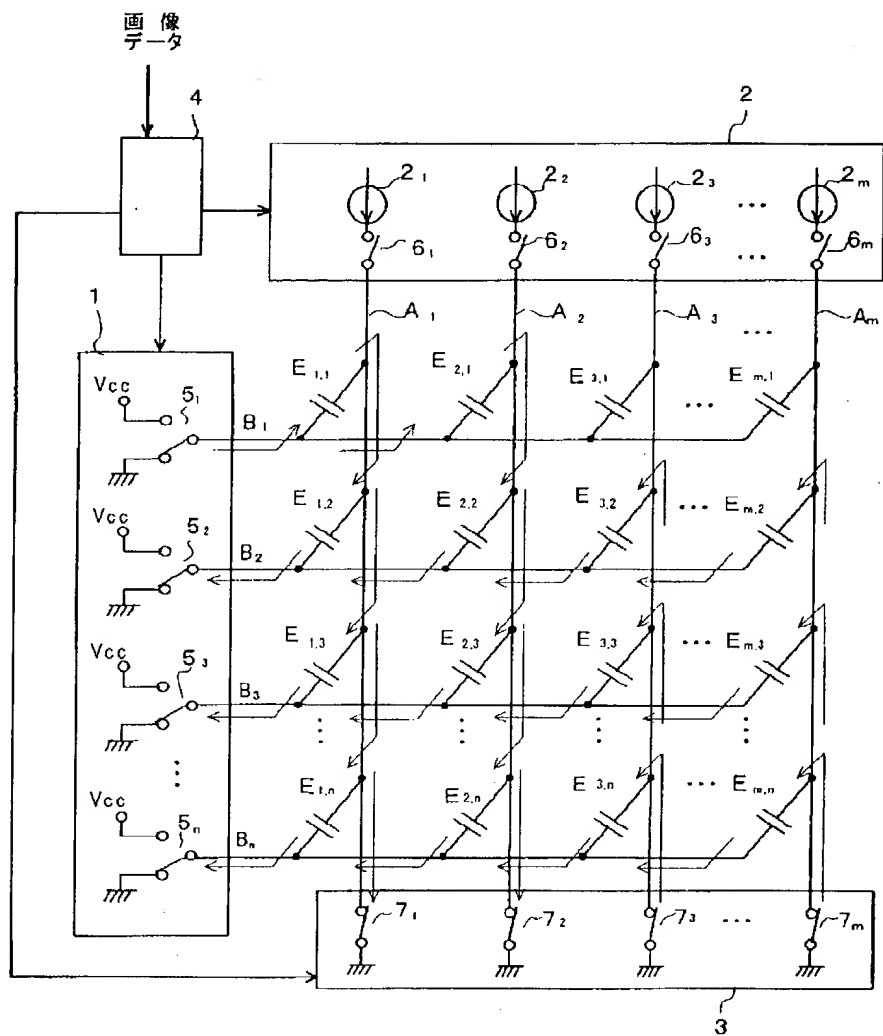 画像
データ
4
2
2₁ 2₂ 2₃ ... 2ₘ
6₁ 6₂ 6₃ ... 6ₘ
1
A₁ A₂ A₃ ... Aₘ
E₁,₁ E₂,₁ E₃,₁ ... Eₘ,₁
Vcc
5₁
B₁
E₁,₂ E₂,₂ E₃,₂ ... Eₘ,₂
Vcc
5₂
B₂
E₁,₃ E₂,₃ E₃,₃ ... Eₘ,₃
Vcc
5₃
B₃
E₁,ₙ E₂,ₙ E₃,ₙ ... Eₘ,ₙ
Vcc
5ₙ
Bₙ
7₁ 7₂ 7₃ ... 7ₘ
3